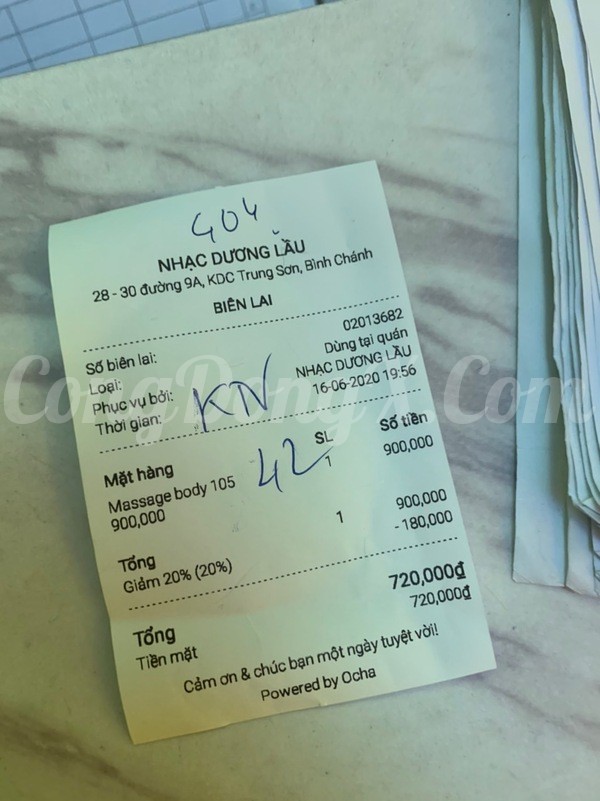 404
NHẠC DƯƠNG LẦU
28 - 30 đường 9A, KDC Trung Sơn, Bình Chánh
BIÊN LAI
Số biên lai: 02013682
Loại: Dùng tại quán
Phục vụ bởi: NHẠC DƯƠNG LẦU
Thời gian: 16-06-2020 19:56
KTV
CongDongX.Com
Mặt hàng SL Số tiền
Massage body 105 1 900,000
900,000
42
Tổng 1 900,000
Giảm 20% (20%) -180,000
Tổng 720,000₫
Tiền mặt 720,000₫
Cảm ơn & chúc bạn một ngày tuyệt vời!
Powered by Ocha